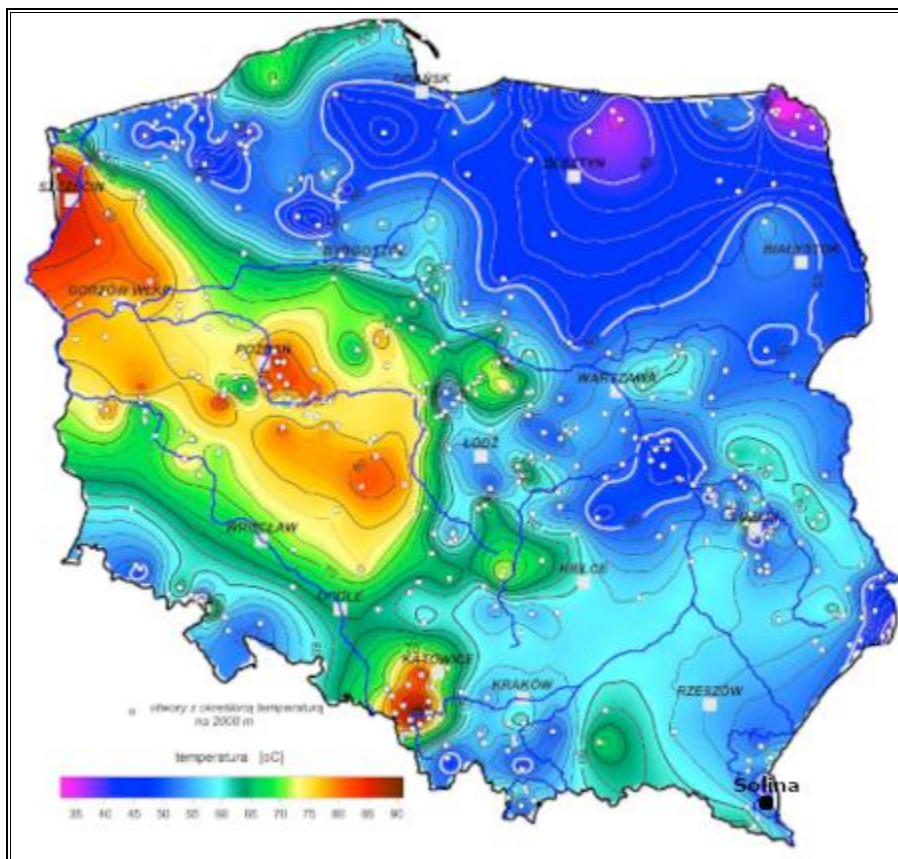 GDAŃSK
OLSZTYN
SZCZECIN
BYDGOSZCZ
BIAŁYSTOK
GORZÓW WLKP.
POZNAŃ
WARSZAWA
ŁÓDŹ
LUBLIN
WROCŁAW
KIELCE
OPOLE
KATOWICE
KRAKÓW
RZESZÓW
otwory z określoną temperaturą
na 2000 m
temperatura [oC]
Solina
35 40 45 50 55 60 65 70 75 80 85 90